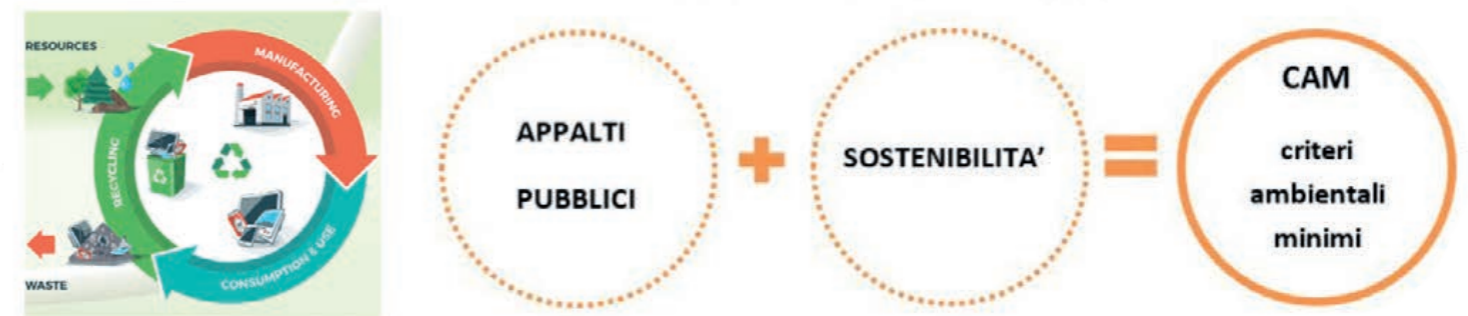 RESOURCES
MANUFACTURING
RECYCLING
CONSUMPTION & USE
WASTE
APPALTI
PUBBLICI
+
SOSTENIBILITA’
=
CAM
criteri
ambientali
minimi